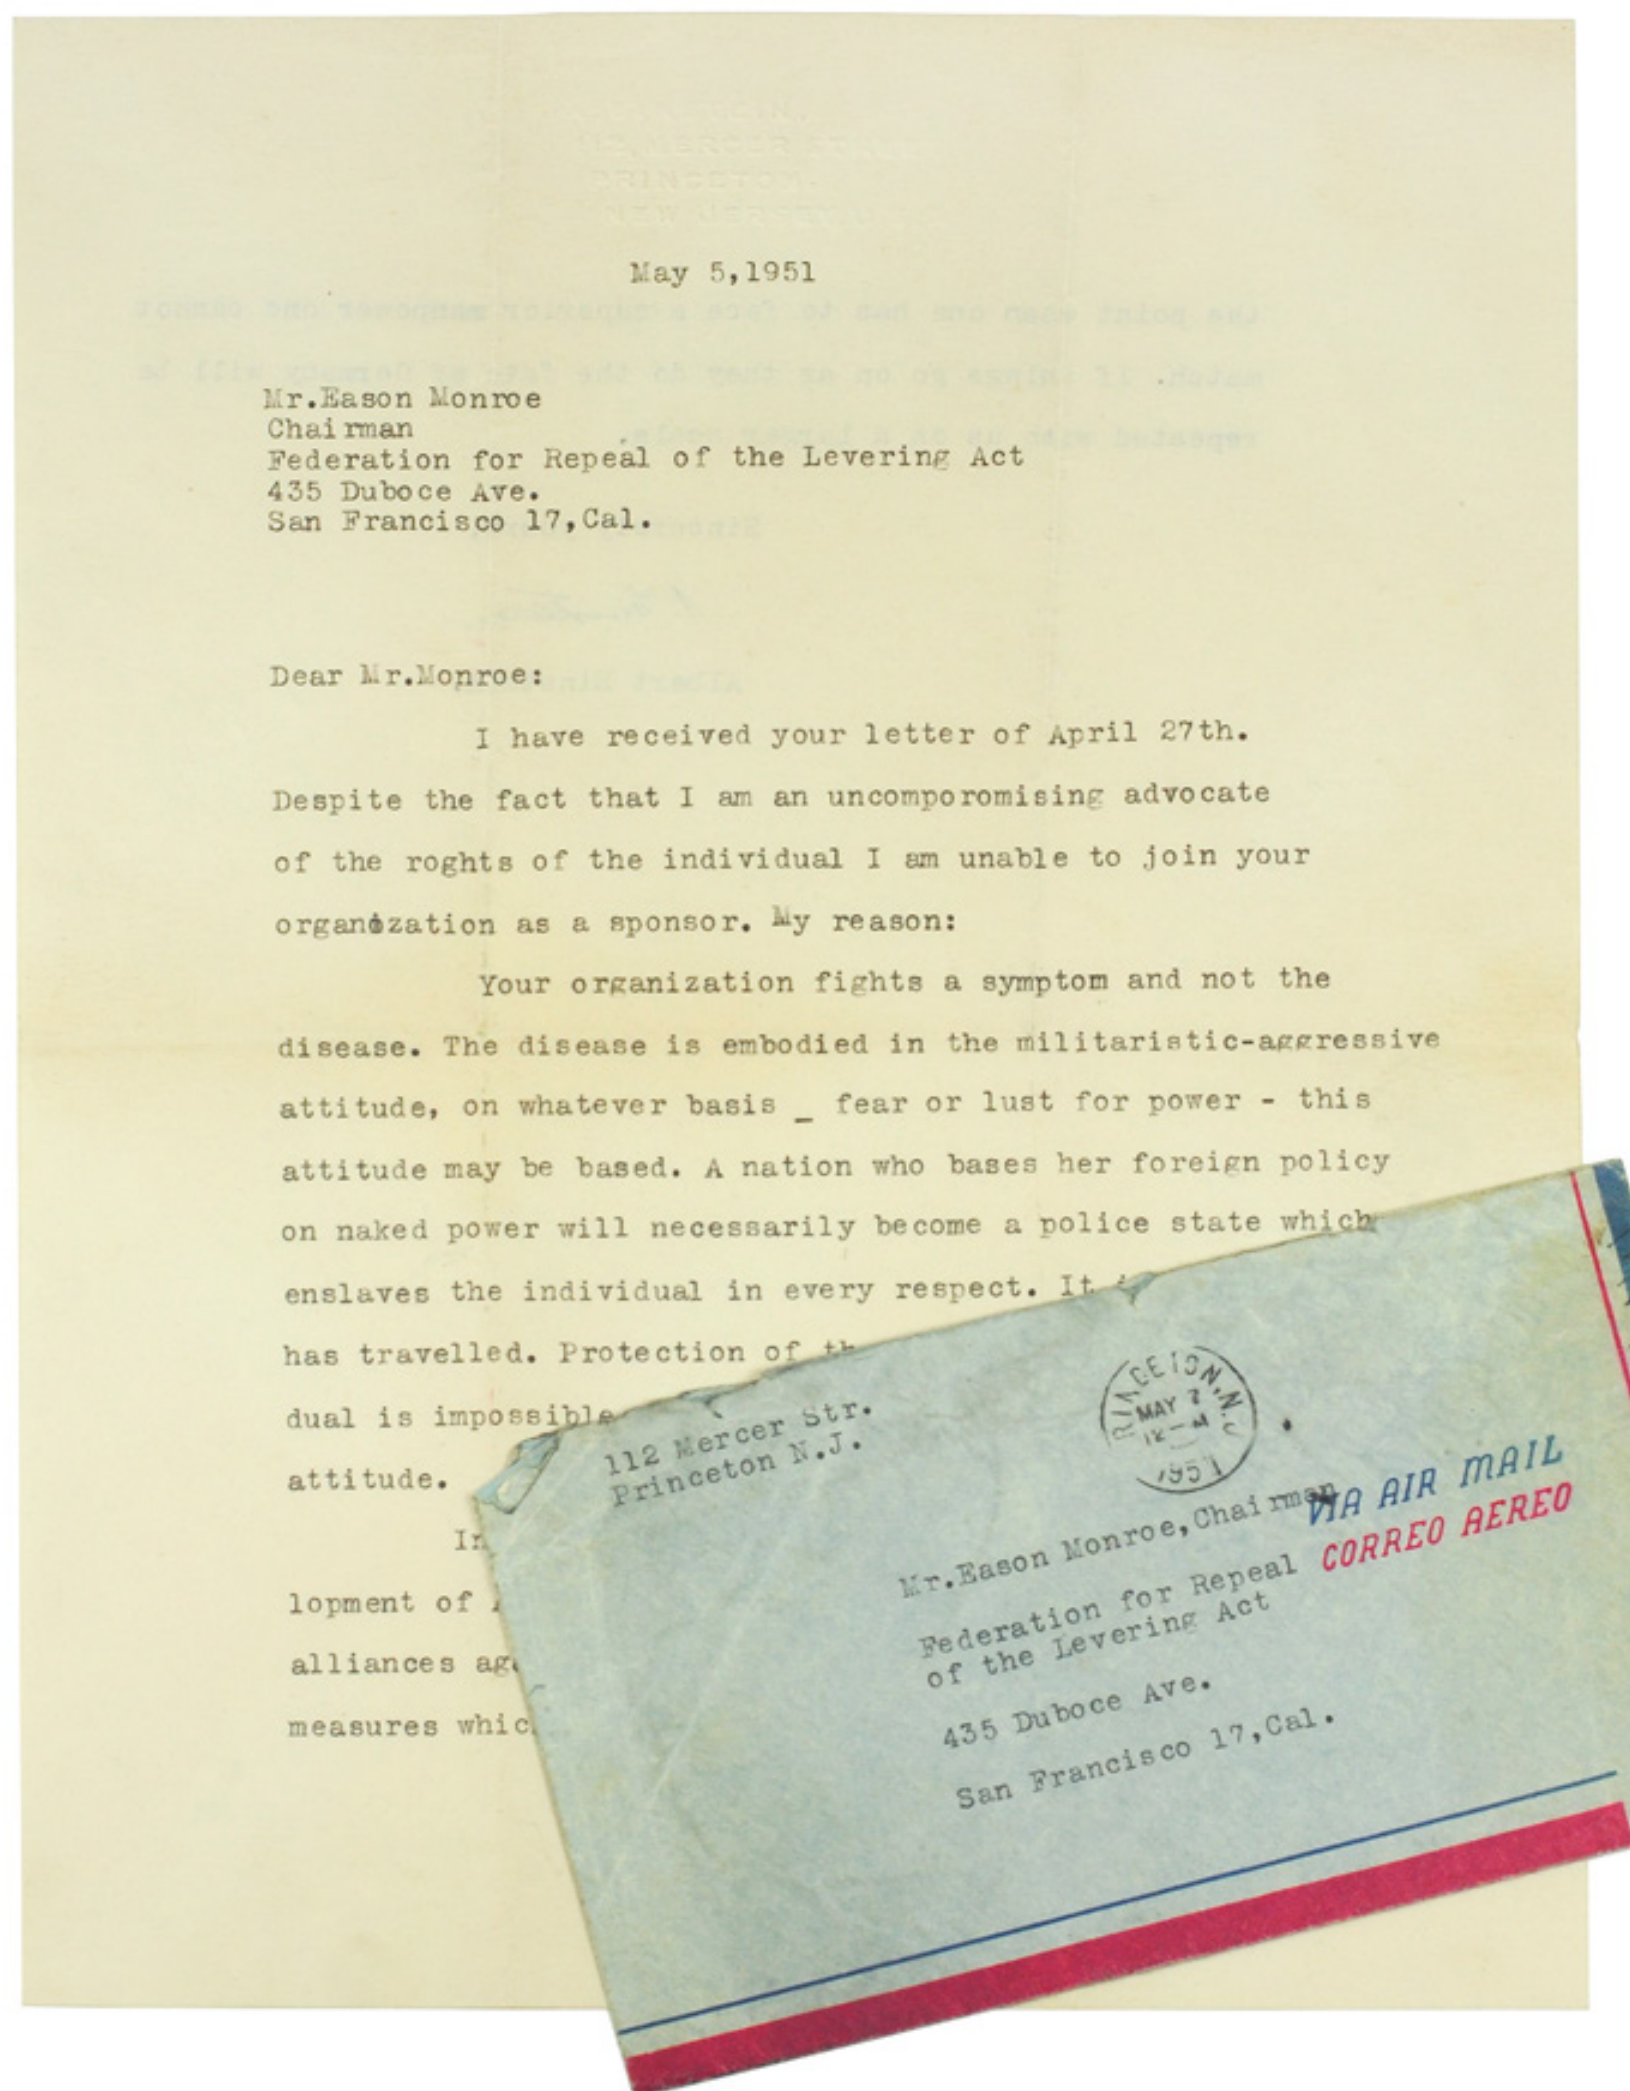 May 5,1951
Mr.Eason Monroe
Chairman
Federation for Repeal of the Levering Act
435 Duboce Ave.
San Francisco 17,Cal.
Dear Mr.Monroe:
I have received your letter of April 27th.
Despite the fact that I am an uncomporomising advocate
of the roghts of the individual I am unable to join your
organization as a sponsor. My reason:
Your organization fights a symptom and not the
disease. The disease is embodied in the militaristic-aggressive
attitude, on whatever basis _ fear or lust for power - this
attitude may be based. A nation who bases her foreign policy
on naked power will necessarily become a police state which
enslaves the individual in every respect. It
has travelled. Protection of
dual is impossible
attitude.
lopment of
alliances
measures
112 Mercer Str.
Princeton N.J.
MAY
1951
VIA AIR MAIL
CORREO AEREO
Mr.Eason Monroe,Chairman
Federation for Repeal
of the Levering Act
435 Duboce Ave.
San Francisco 17,Cal.